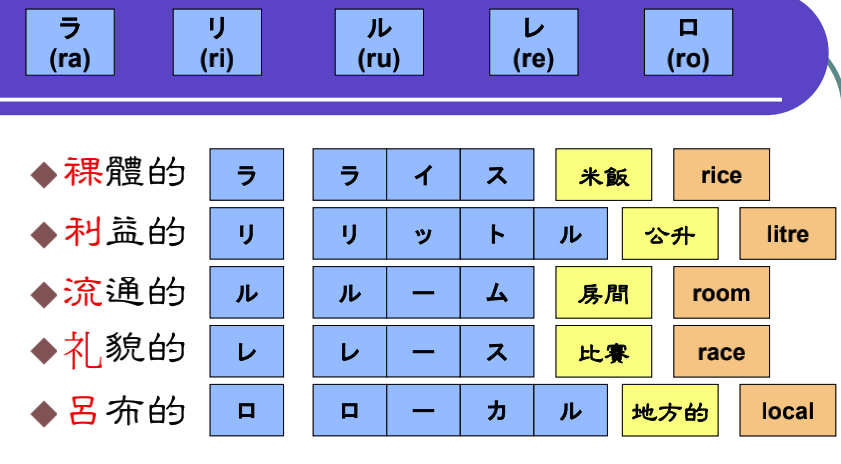 ラ リ ル レ ロ
(ra) (ri) (ru) (re) (ro)
裸體的 ラ ライス 米飯 rice
利益的 リ リットル 公升 litre
流通的 ル ルーム 房間 room
礼貌的 レ レース 比賽 race
呂布的 ロ ローカル 地方的 local